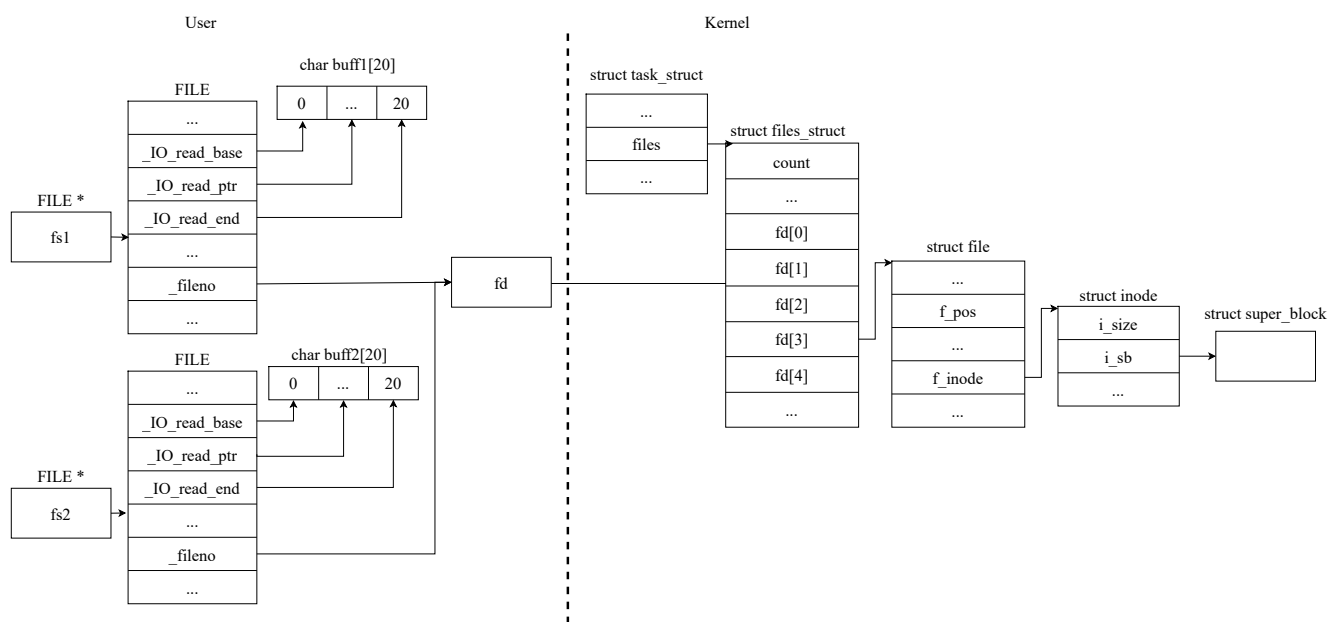 User
Kernel
char buff1[20]
0 ... 20
FILE
...
_IO_read_base
_IO_read_ptr
_IO_read_end
...
_fileno
...
FILE *
fs1
char buff2[20]
0 ... 20
FILE
...
_IO_read_base
_IO_read_ptr
_IO_read_end
...
_fileno
...
FILE *
fs2
fd
struct task_struct
...
files
...
struct files_struct
count
...
fd[0]
fd[1]
fd[2]
fd[3]
fd[4]
...
struct file
...
f_pos
...
f_inode
...
struct inode
i_size
i_sb
...
struct super_block